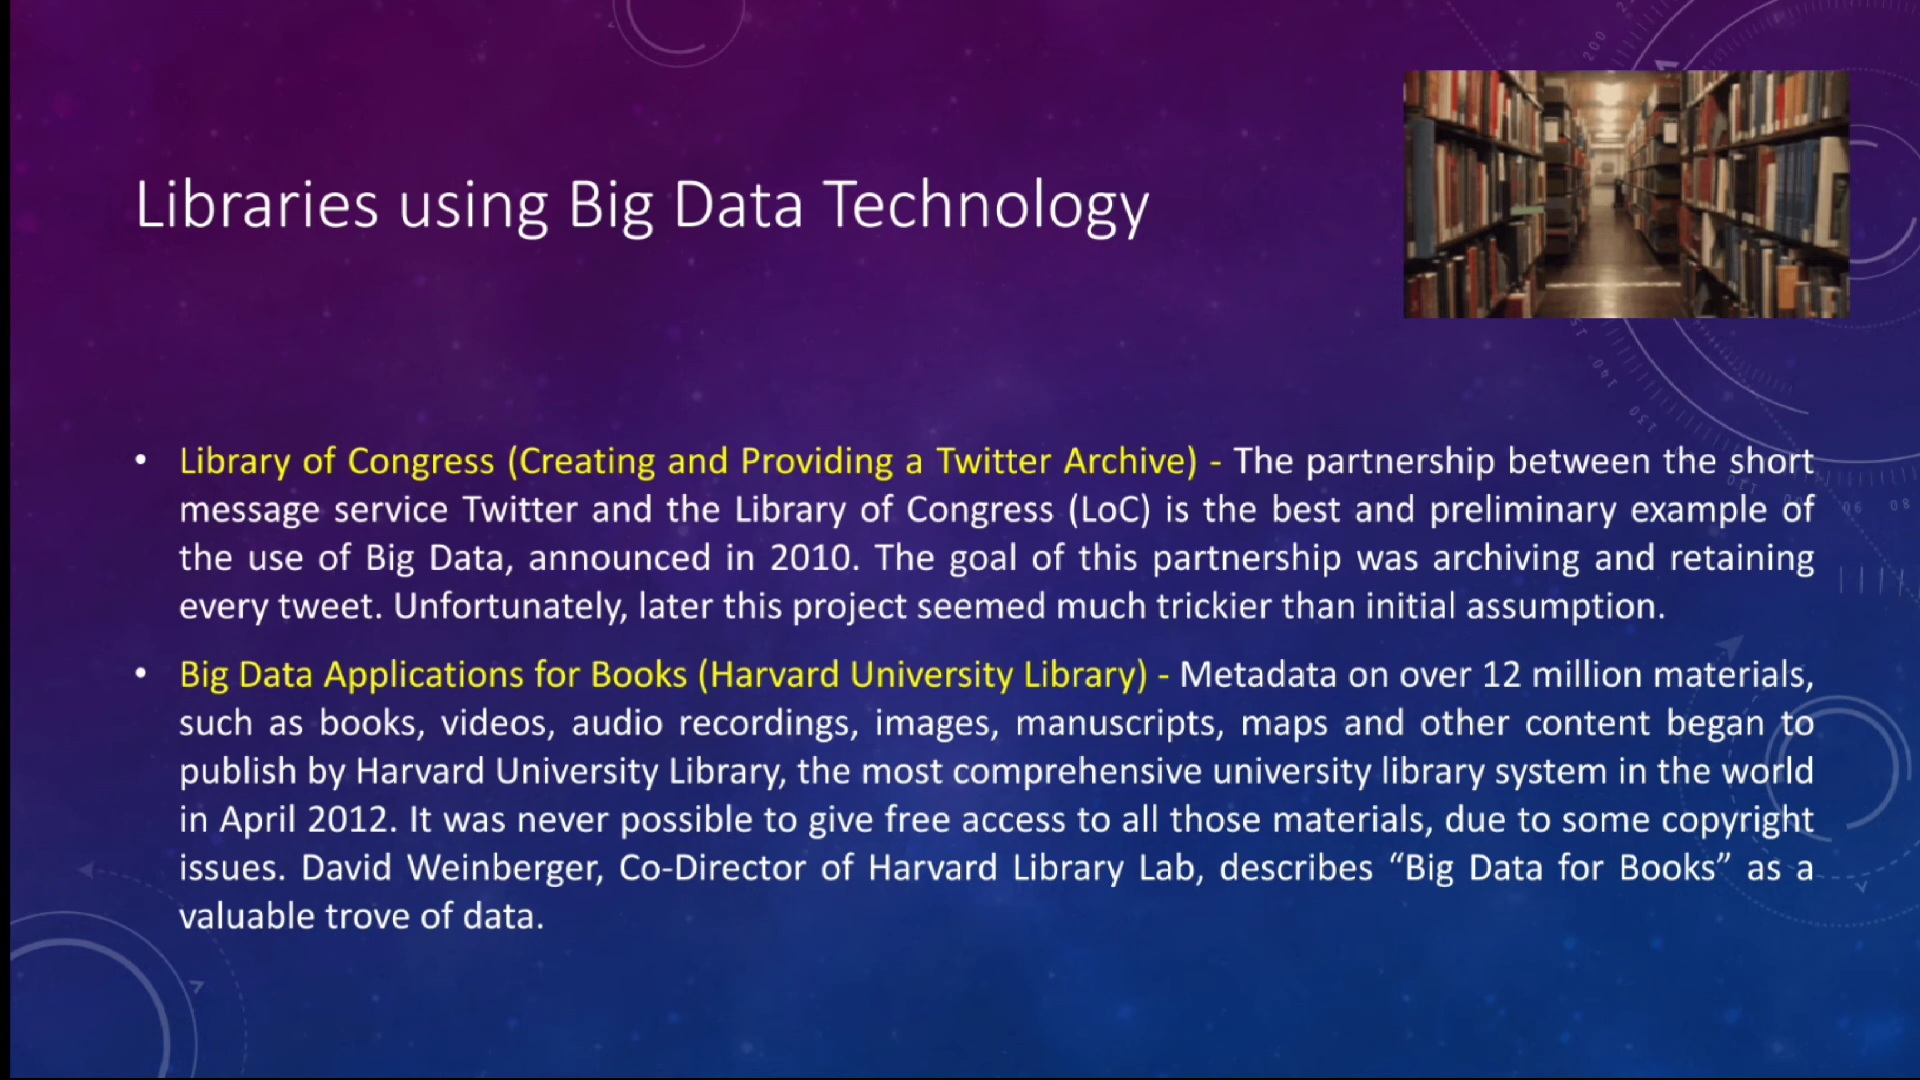 Libraries using Big Data Technology
• Library of Congress (Creating and Providing a Twitter Archive) - The partnership between the short
message service Twitter and the Library of Congress (LoC) is the best and preliminary example of
the use of Big Data, announced in 2010. The goal of this partnership was archiving and retaining
every tweet. Unfortunately, later this project seemed much trickier than initial assumption.
• Big Data Applications for Books (Harvard University Library) - Metadata on over 12 million materials,
such as books, videos, audio recordings, images, manuscripts, maps and other content began to
publish by Harvard University Library, the most comprehensive university library system in the world
in April 2012. It was never possible to give free access to all those materials, due to some copyright
issues. David Weinberger, Co-Director of Harvard Library Lab, describes “Big Data for Books” as a
valuable trove of data.